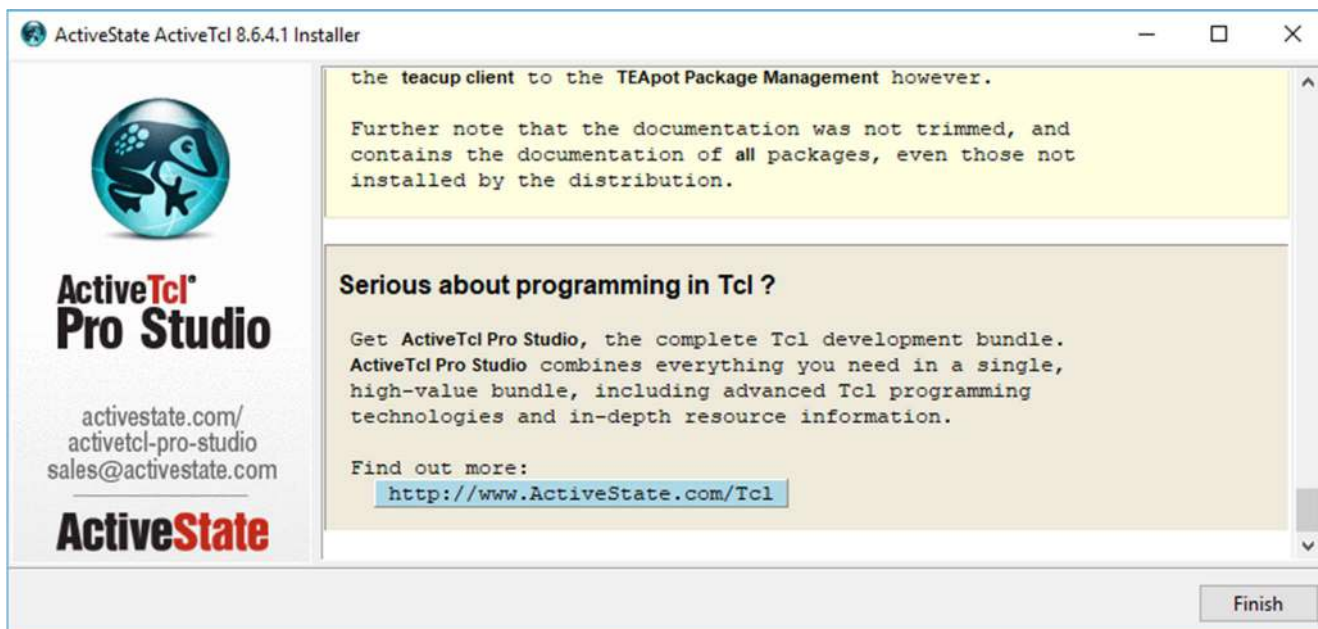 ActiveState ActiveTcl 8.6.4.1 Installer
the teacup client to the TEApot Package Management however.
Further note that the documentation was not trimmed, and
contains the documentation of all packages, even those not
installed by the distribution.
ActiveTcl®
Pro Studio
activestate.com/
activetcl-pro-studio
sales@activestate.com
ActiveState
Serious about programming in Tcl ?
Get ActiveTcl Pro Studio, the complete Tcl development bundle.
ActiveTcl Pro Studio combines everything you need in a single,
high-value bundle, including advanced Tcl programming
technologies and in-depth resource information.
Find out more:
http://www.ActiveState.com/Tcl
Finish